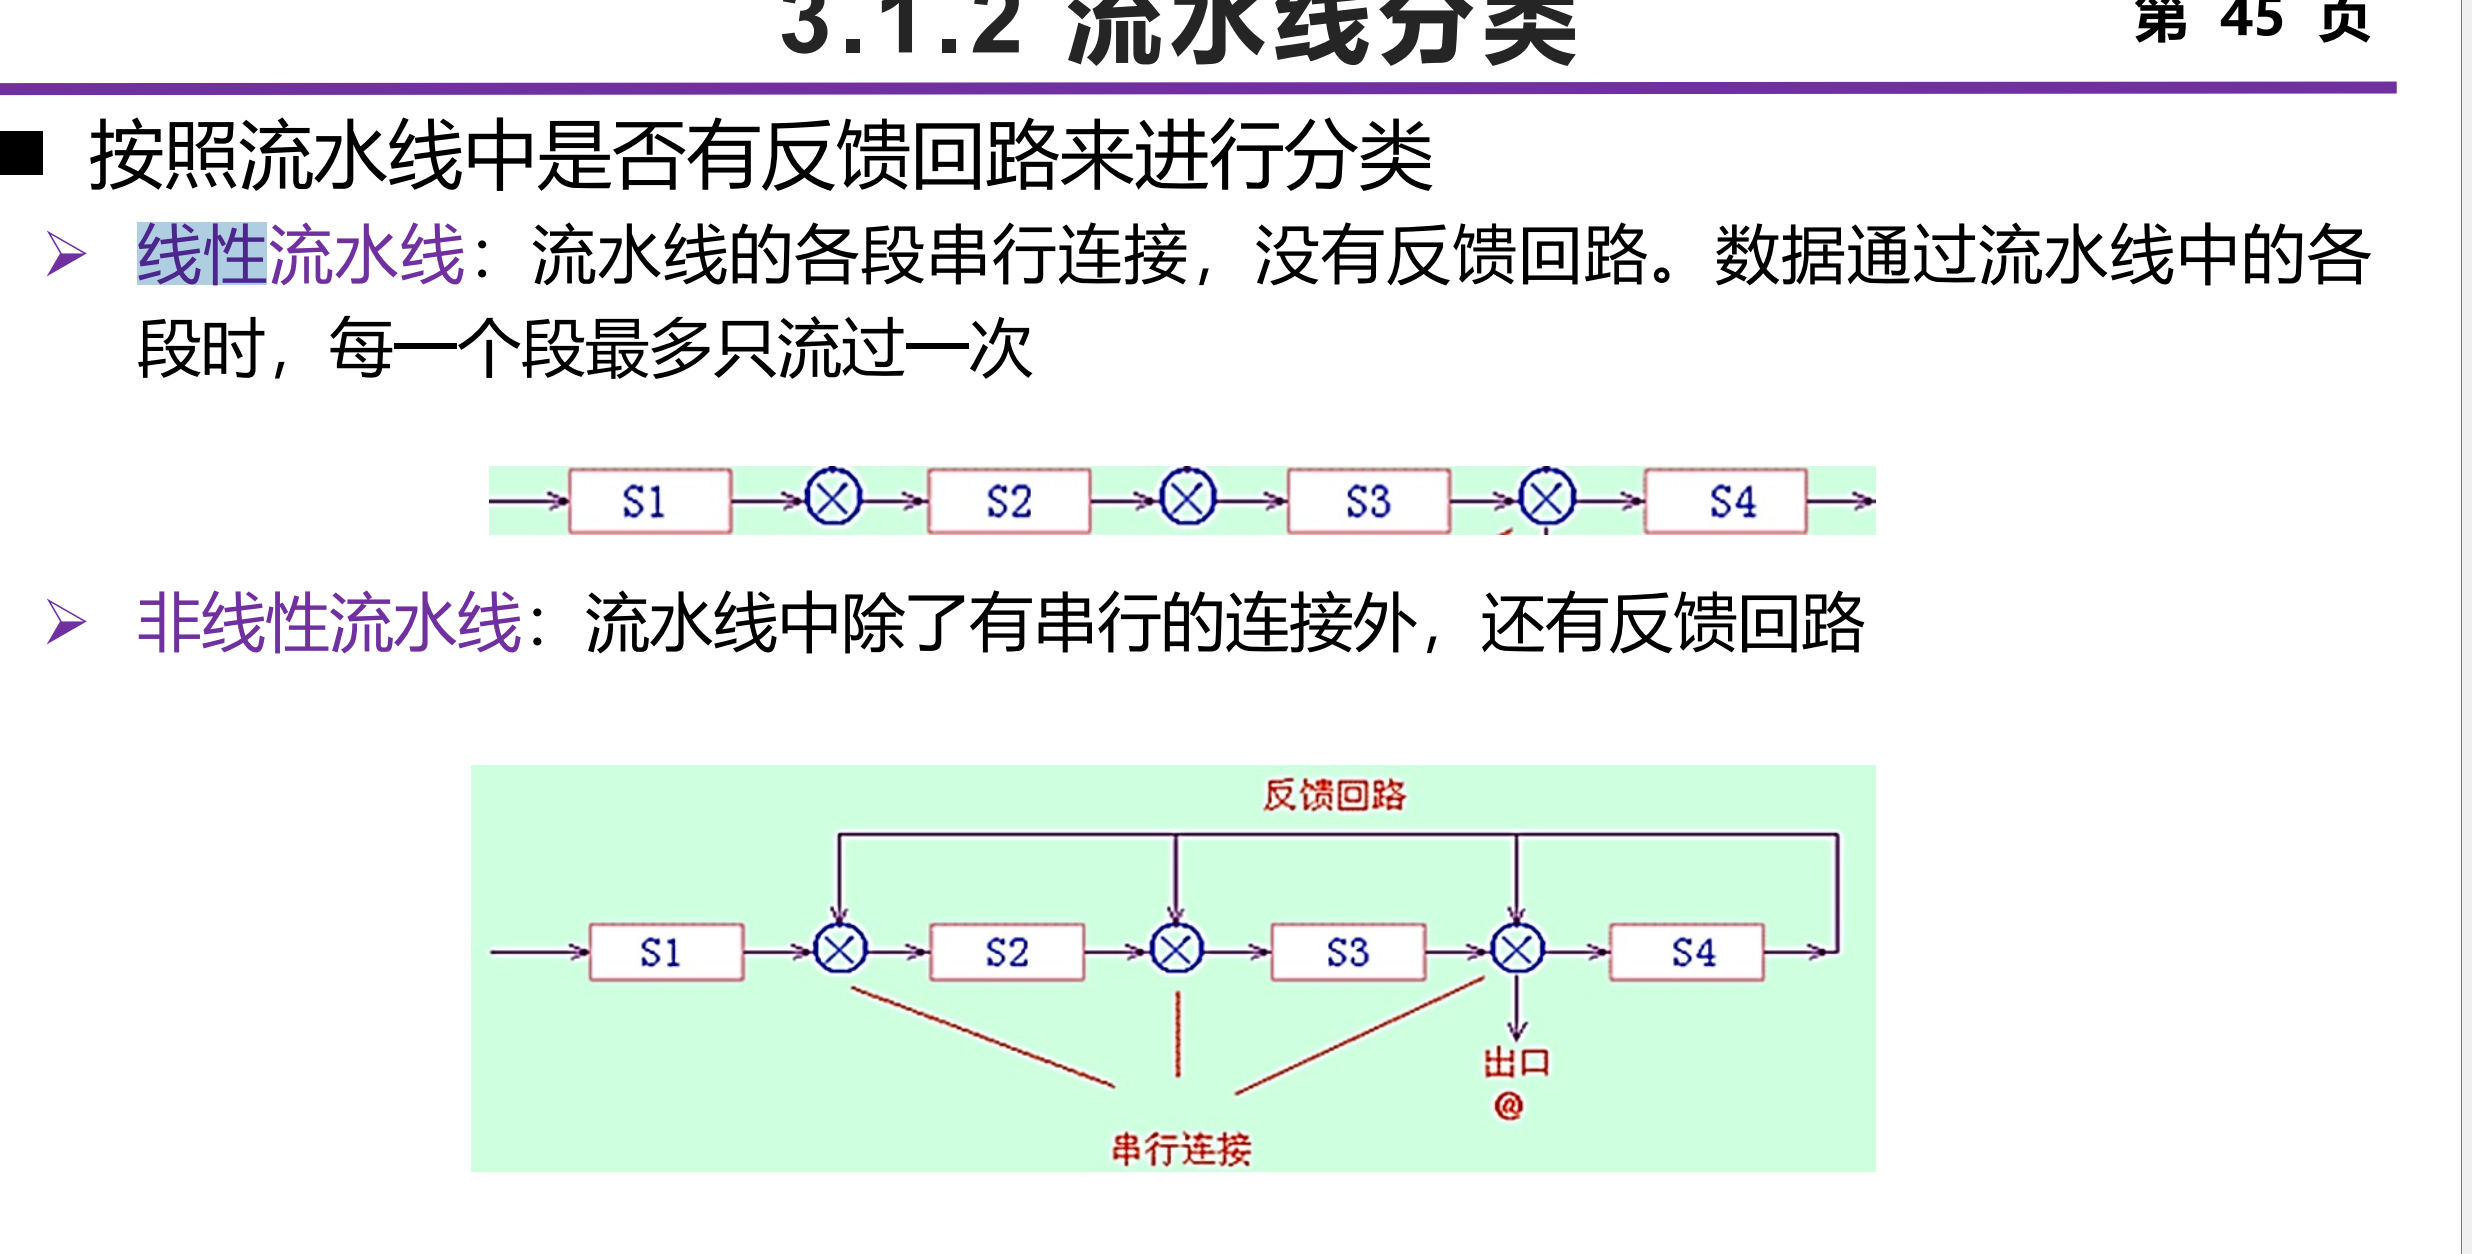 3.1.2 流水线分类
第 45 页
按照流水线中是否有反馈回路来进行分类
线性流水线：流水线的各段串行连接，没有反馈回路。数据通过流水线中的各
段时，每一个段最多只流过一次
S1 S2 S3 S4
非线性流水线：流水线中除了有串行的连接外，还有反馈回路
反馈回路
S1 S2 S3 S4
出口
@
串行连接